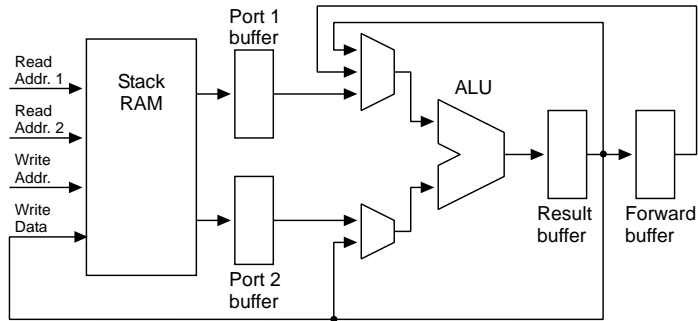 Port 1
buffer
Read
Addr. 1
Stack
RAM
ALU
Read
Addr. 2
Write
Addr.
Write
Data
Result
buffer
Forward
buffer
Port 2
buffer